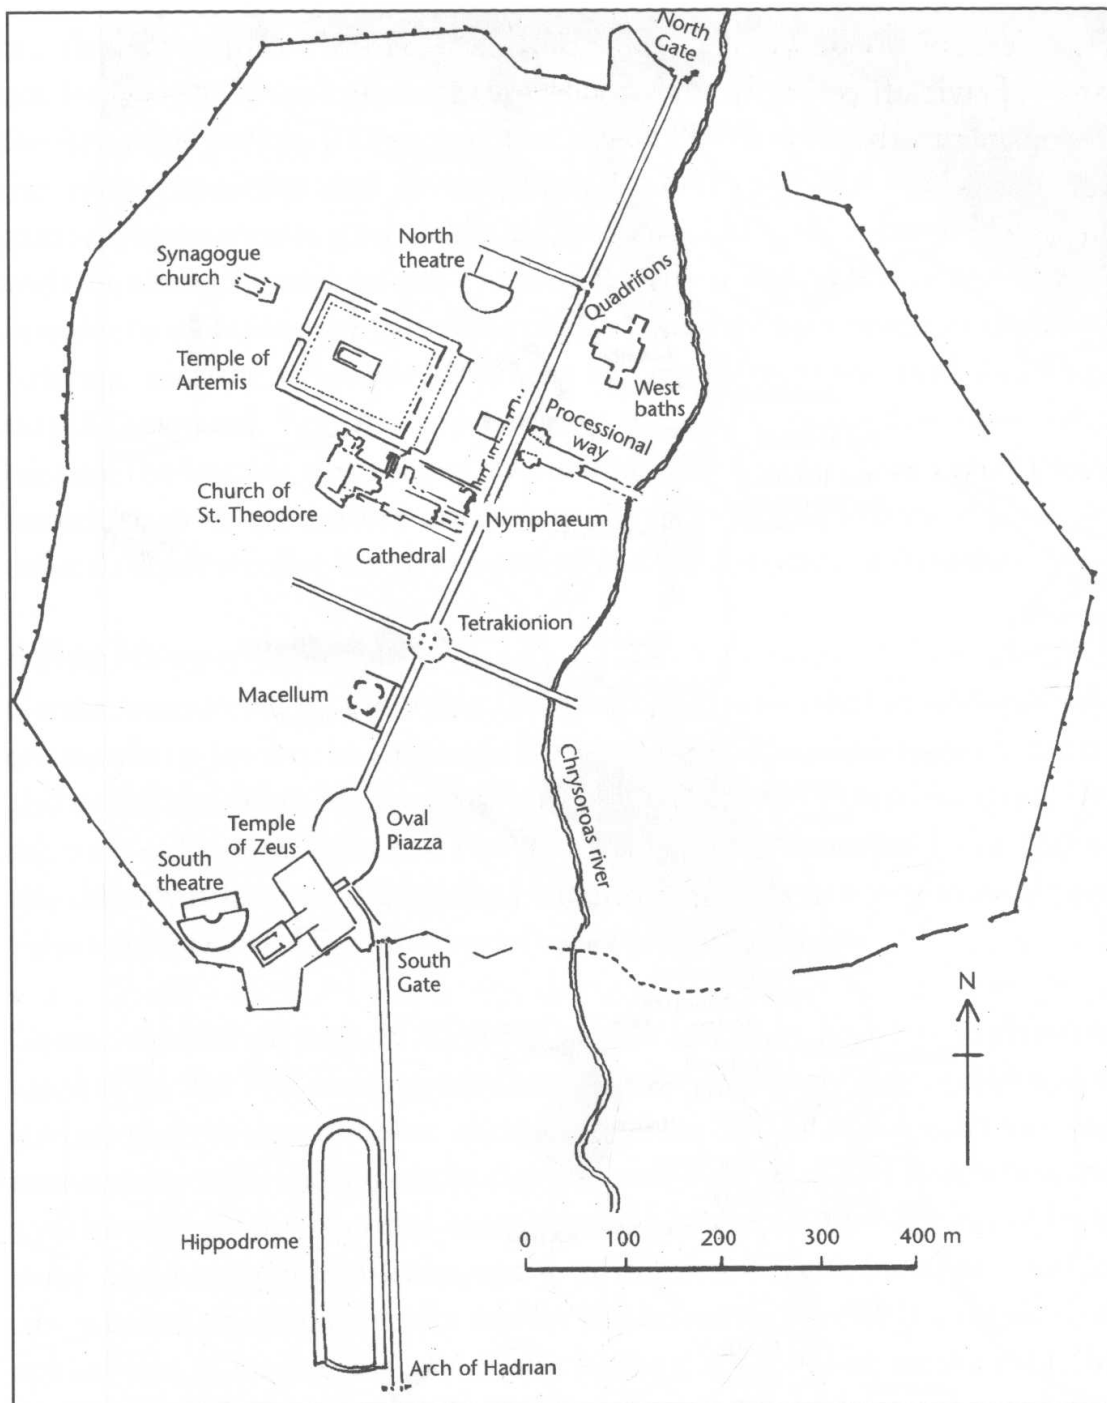 North
Gate
Synagogue
church
North
theatre
Quadrifons
Temple of
Artemis
West
baths
Processional
way
Church of
St. Theodore
Nymphaeum
Cathedral
Tetrakionion
Macellum
Chrysoroas river
Temple
of Zeus
Oval
Piazza
South
theatre
South
Gate
N
0 100 200 300 400 m
Hippodrome
Arch of Hadrian